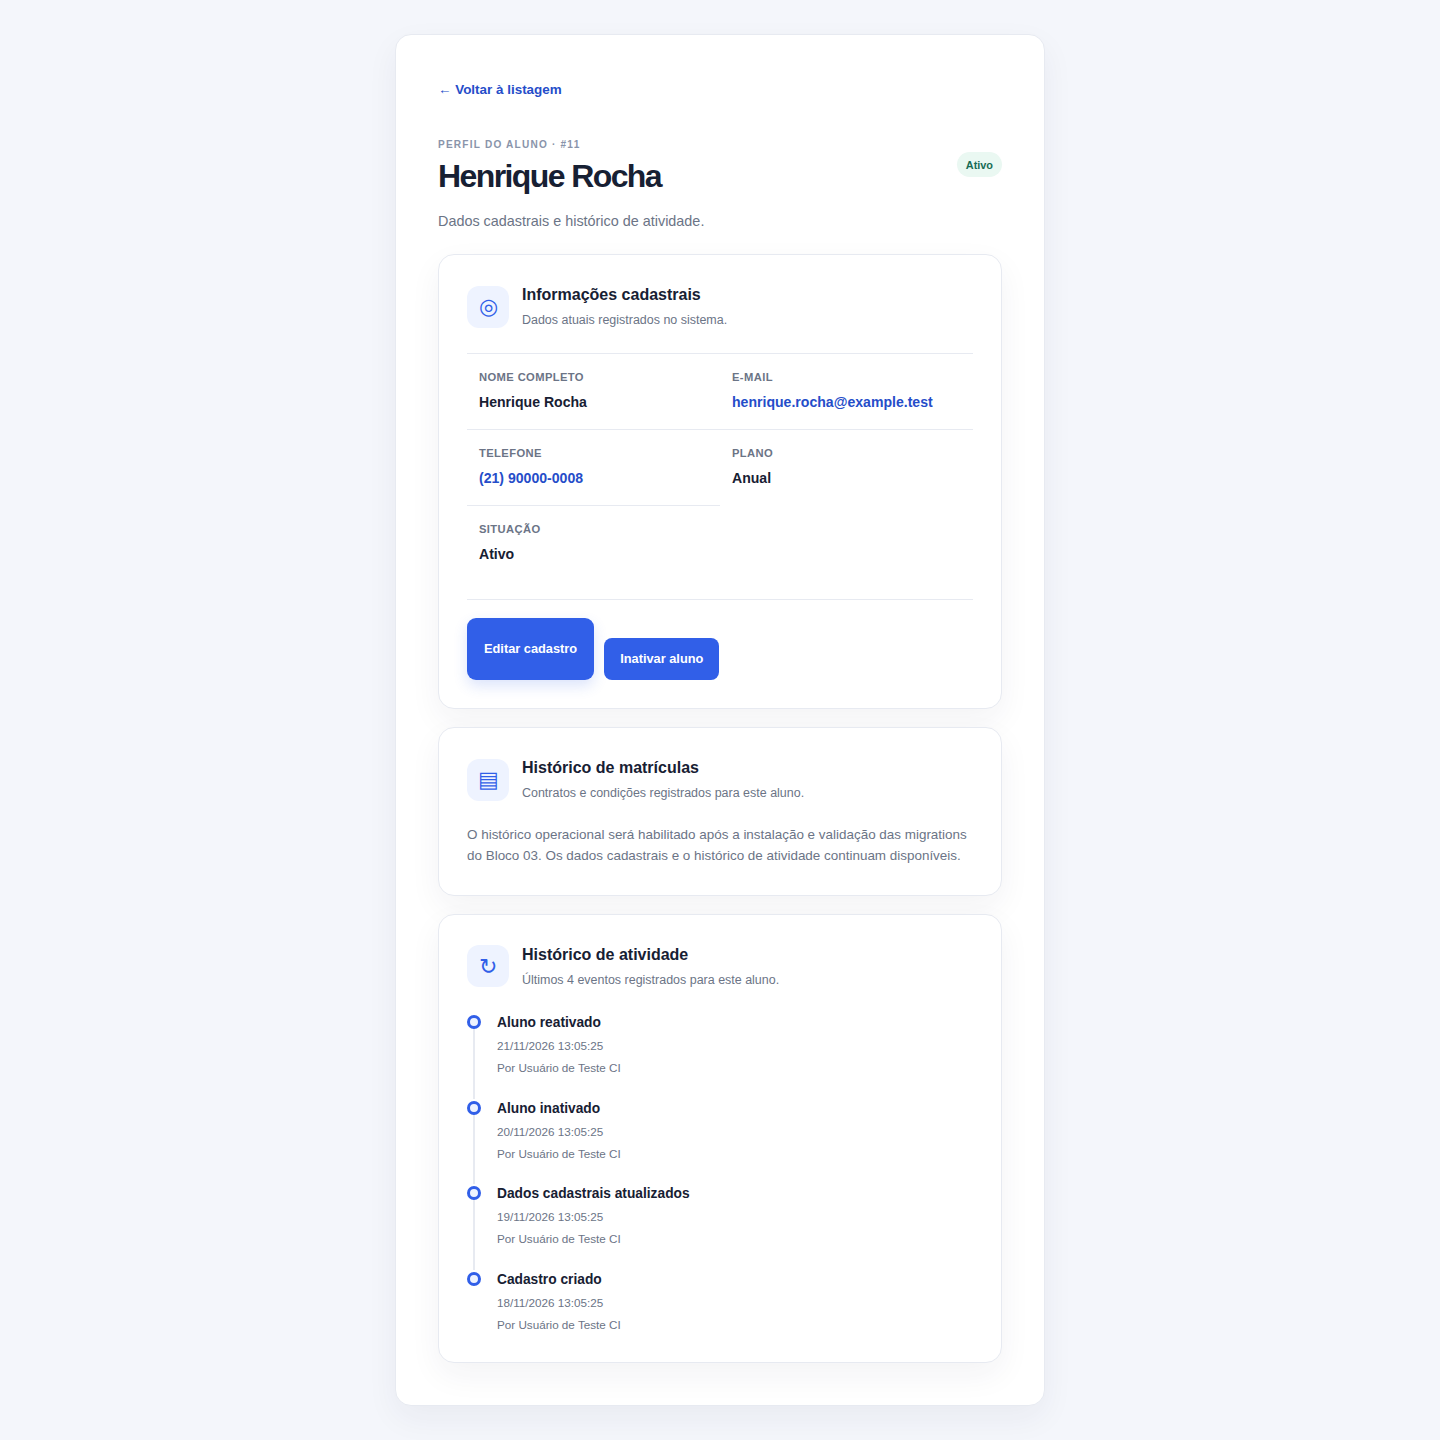 ← Voltar à listagem
PERFIL DO ALUNO · #11
Henrique Rocha
Ativo
Dados cadastrais e histórico de atividade.
Informações cadastrais
Dados atuais registrados no sistema.
NOME COMPLETO
Henrique Rocha
E-MAIL
henrique.rocha@example.test
TELEFONE
(21) 90000-0008
PLANO
Anual
SITUAÇÃO
Ativo
Editar cadastro
Inativar aluno
Histórico de matrículas
Contratos e condições registrados para este aluno.
O histórico operacional será habilitado após a instalação e validação das migrations
do Bloco 03. Os dados cadastrais e o histórico de atividade continuam disponíveis.
Histórico de atividade
Últimos 4 eventos registrados para este aluno.
Aluno reativado
21/11/2026 13:05:25
Por Usuário de Teste CI
Aluno inativado
20/11/2026 13:05:25
Por Usuário de Teste CI
Dados cadastrais atualizados
19/11/2026 13:05:25
Por Usuário de Teste CI
Cadastro criado
18/11/2026 13:05:25
Por Usuário de Teste CI